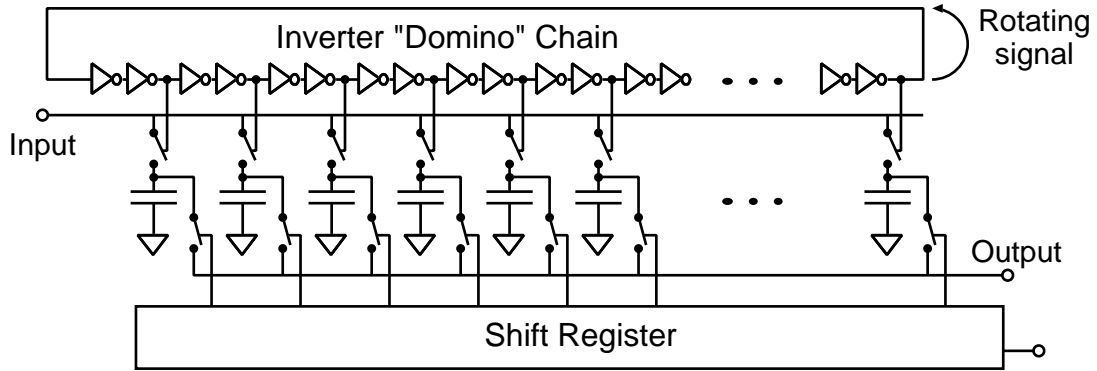 Inverter "Domino" Chain
Rotating
signal
Input
Output
Shift Register